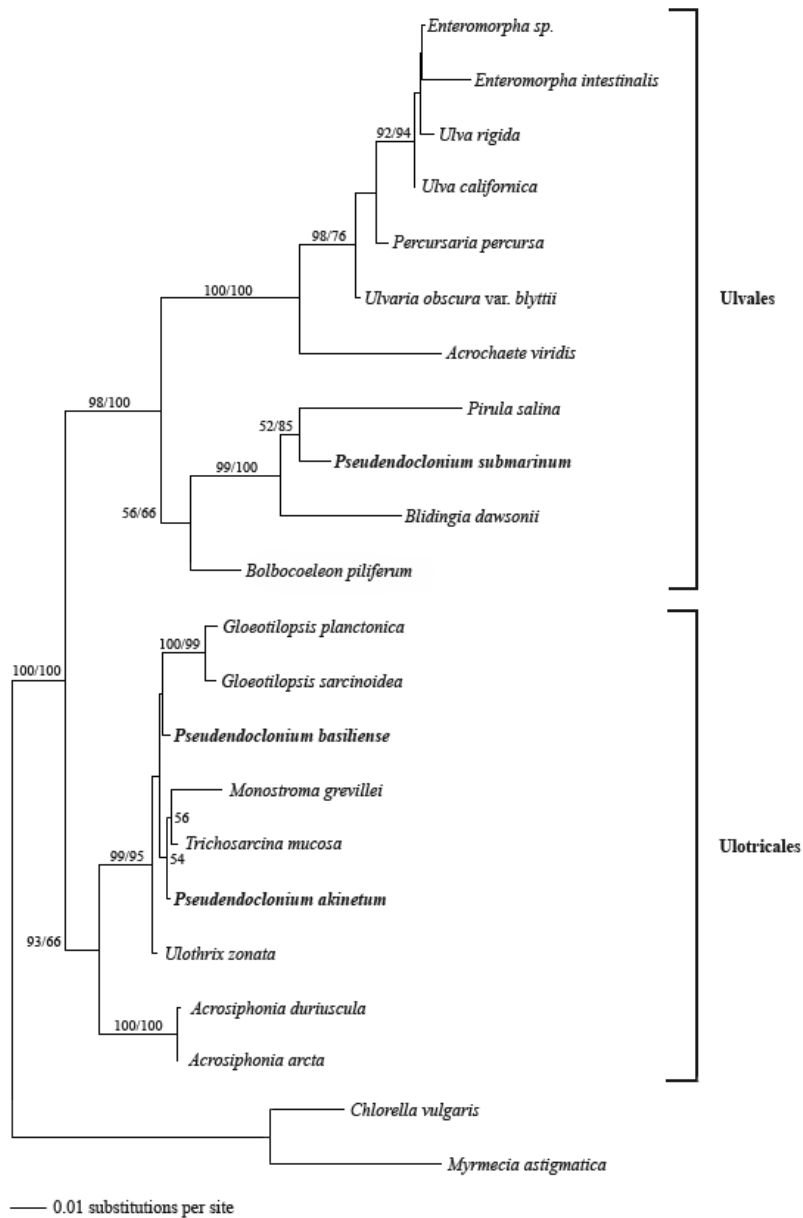 Enteromorpha sp.
Enteromorpha intestinalis
92/94
Ulva rigida
Ulva californica
98/76
Percursaria percursa
100/100
Ulvaria obscura var. blyttii
Ulvales
Acrochaete viridis
98/100
Pirula salina
52/85
Pseudendoclonium submarinum
99/100
56/66
Blidingia dawsonii
Bolbocoeleon piliferum
Gloeotilopsis planctonica
100/99
100/100
Gloeotilopsis sarcinoidea
Pseudendoclonium basiliense
Monostroma grevillei
56
Trichosarcina mucosa
Ulotricales
99/95
54
Pseudendoclonium akinetum
93/66
Ulothrix zonata
Acrosiphonia duriuscula
100/100
Acrosiphonia arcta
Chlorella vulgaris
Myrmecia astigmatica
0.01 substitutions per site